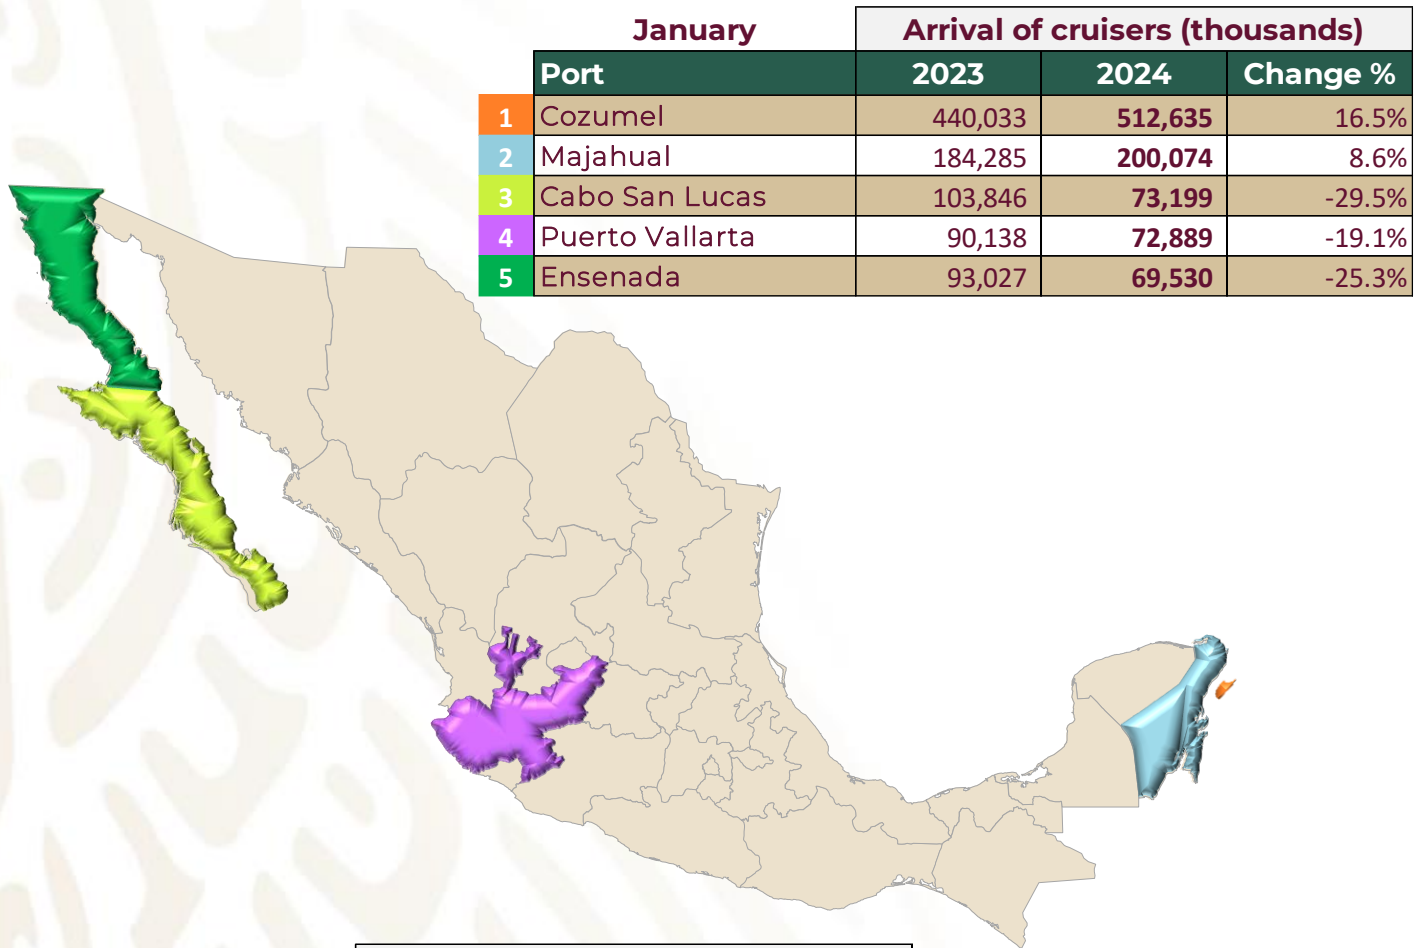 January Arrival of cruisers (thousands)
Port 2023 2024 Change %
1 Cozumel 440,033 512,635 16.5%
2 Majahual 184,285 200,074 8.6%
3 Cabo San Lucas 103,846 73,199 -29.5%
4 Puerto Vallarta 90,138 72,889 -19.1%
5 Ensenada 93,027 69,530 -25.3%